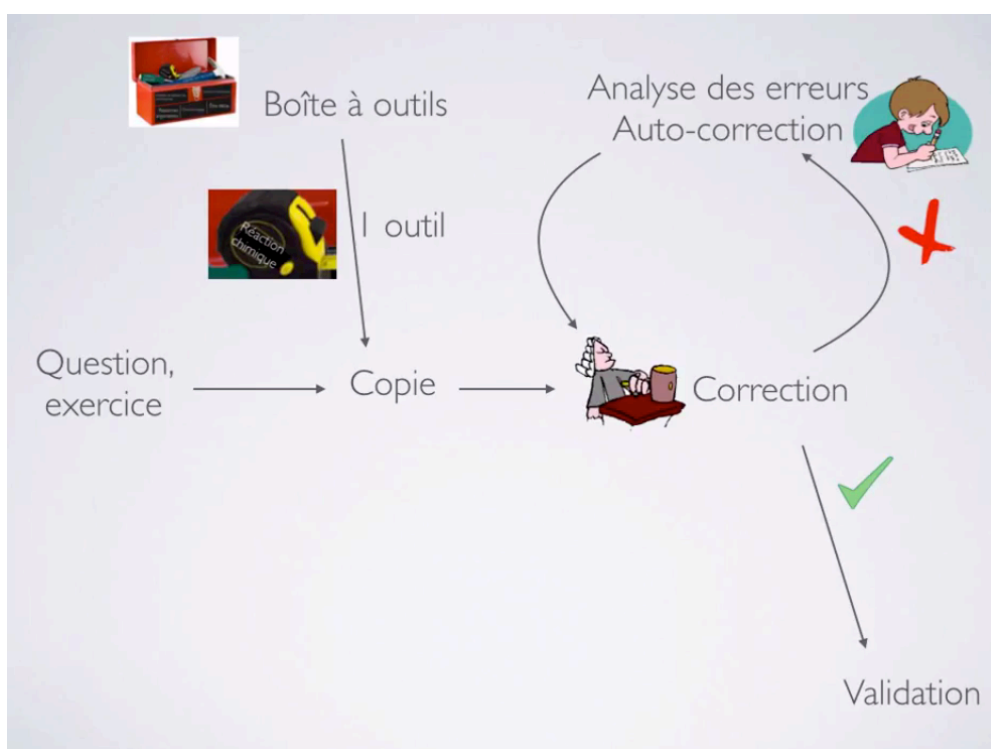 Boîte à outils
Analyse des erreurs
Auto-correction
1 outil
Réaction
chimique
Question,
exercice
Copie
Correction
Validation